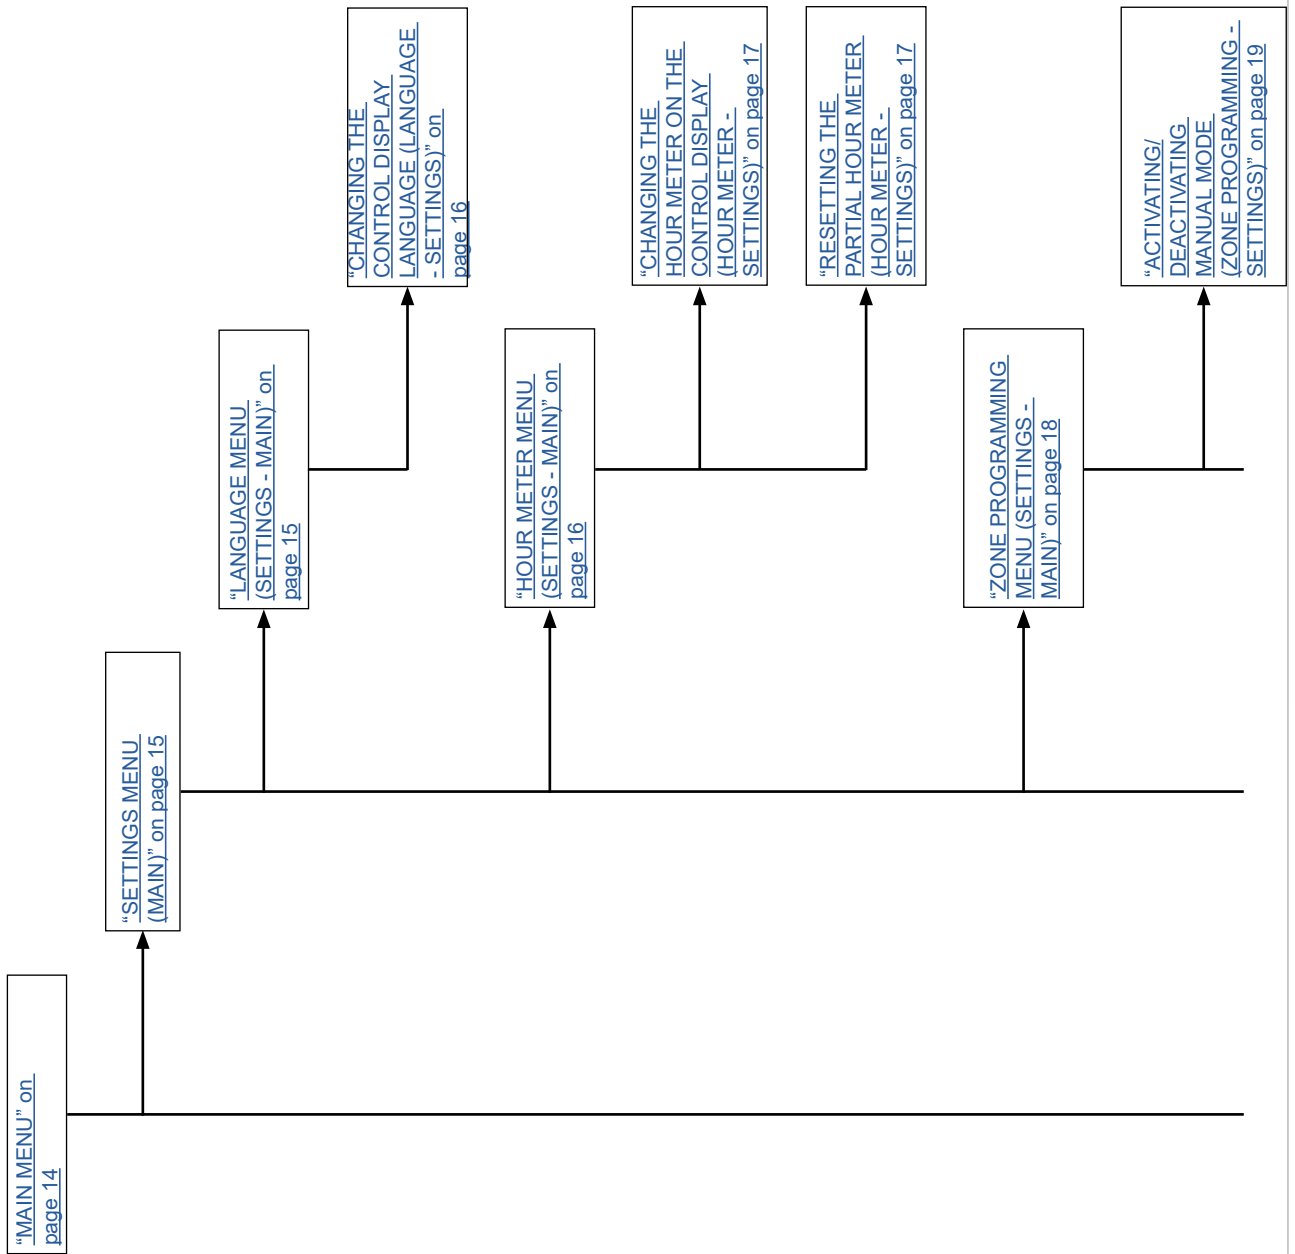 “MAIN MENU” on
page 14
“SETTINGS MENU
(MAIN)” on page 15
“LANGUAGE MENU
(SETTINGS - MAIN)” on
page 15
“CHANGING THE
CONTROL DISPLAY
LANGUAGE (LANGUAGE
- SETTINGS)” on
page 16
“HOUR METER MENU
(SETTINGS - MAIN)” on
page 16
“CHANGING THE
HOUR METER ON THE
CONTROL DISPLAY
(HOUR METER -
SETTINGS)” on page 17
“RESETTING THE
PARTIAL HOUR METER
(HOUR METER -
SETTINGS)” on page 17
“ZONE PROGRAMMING
MENU (SETTINGS -
MAIN)” on page 18
“ACTIVATING/
DEACTIVATING
MANUAL MODE
(ZONE PROGRAMMING -
SETTINGS)” on page 19